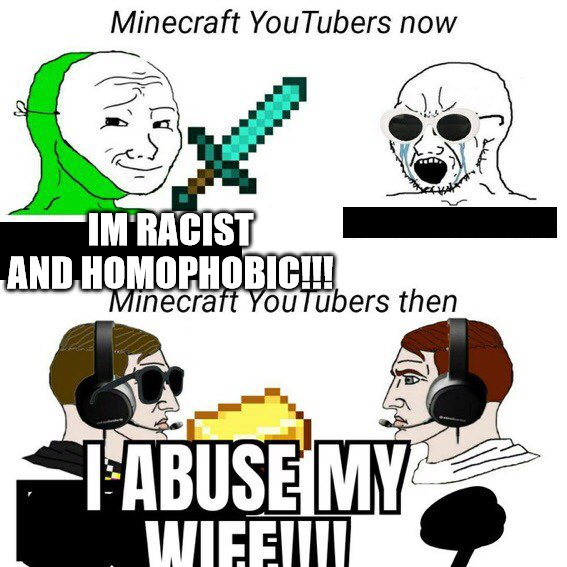 Minecraft YouTubers now
IM RACIST
AND HOMOPHOBIC!!!
Minecraft YouTubers then
I ABUSE MY
WIFE!!!!